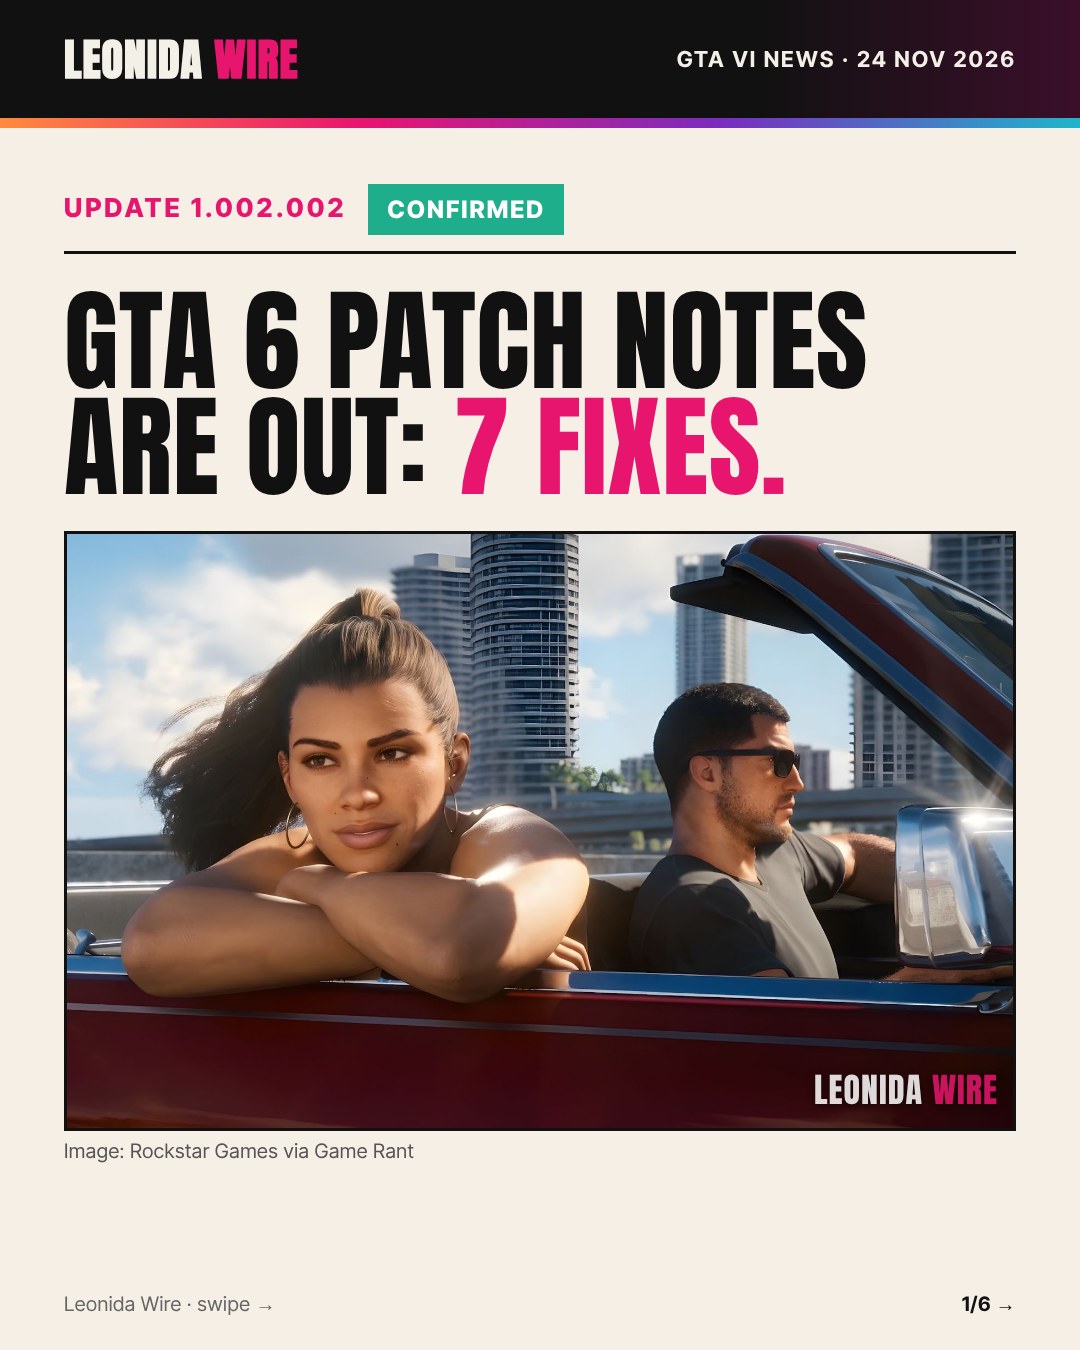 LEONIDA WIRE
GTA VI NEWS · 24 NOV 2026
UPDATE 1.002.002
CONFIRMED
GTA 6 PATCH NOTES
ARE OUT: 7 FIXES.
LEONIDA WIRE
Image: Rockstar Games via Game Rant
Leonida Wire · swipe →
1/6 →